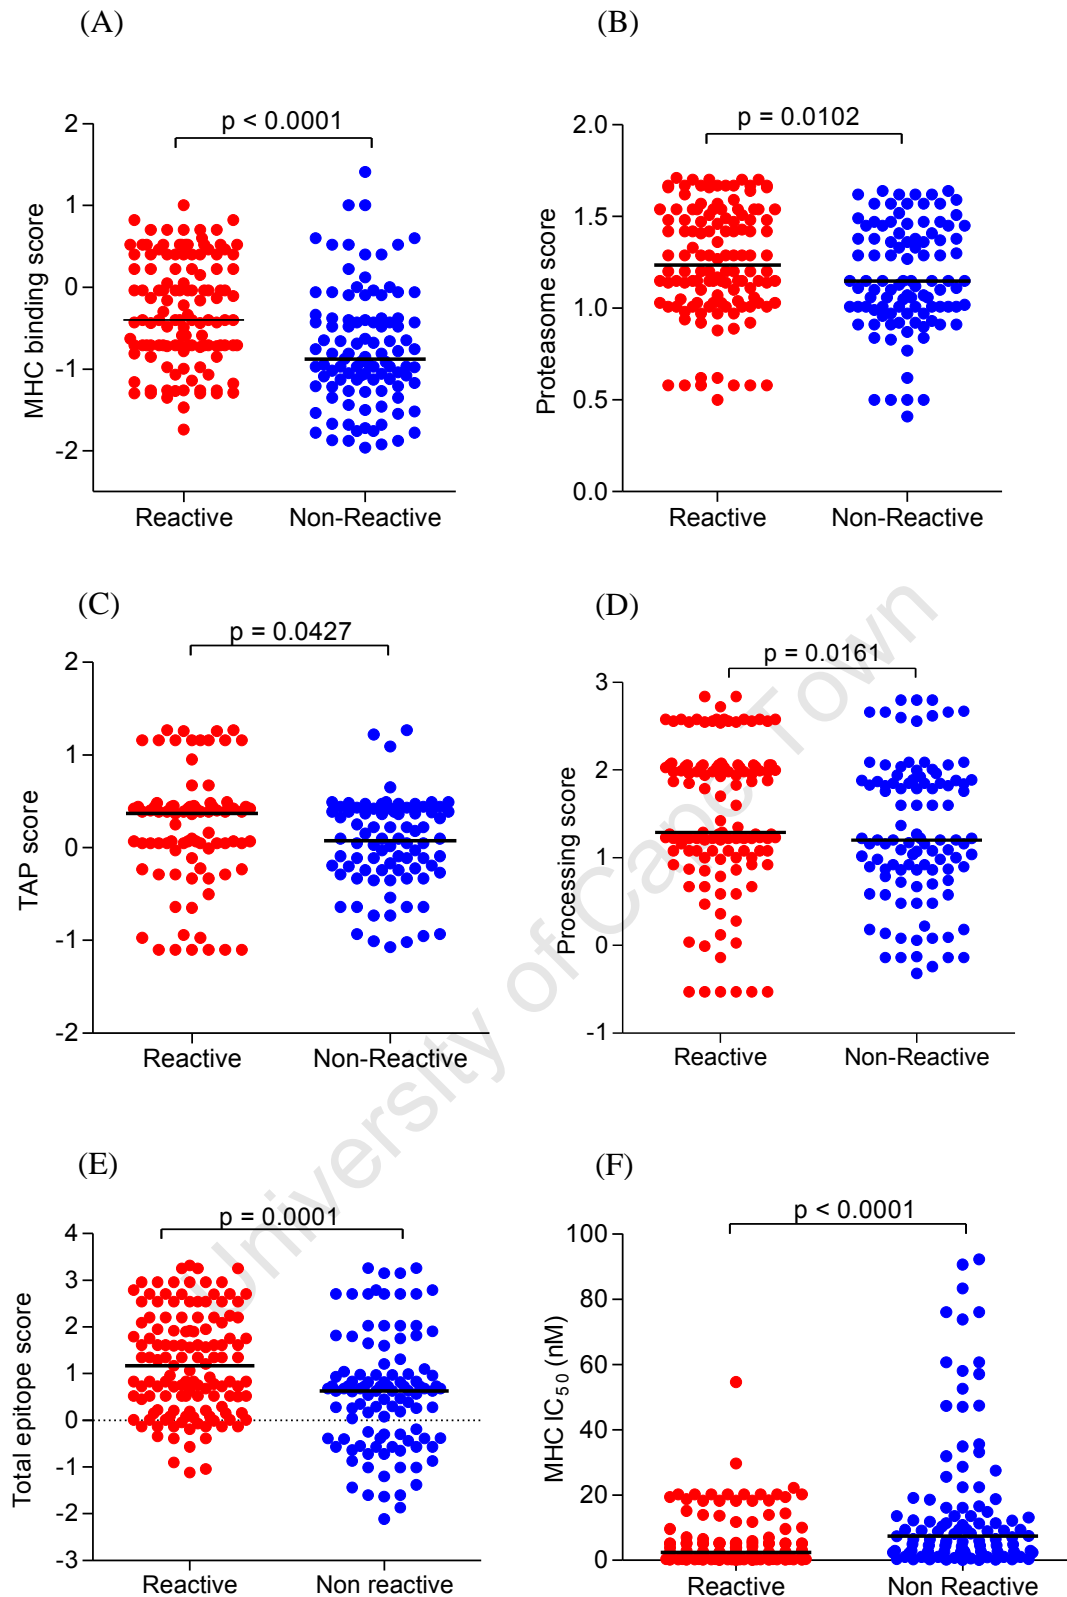 (A)
p < 0.0001
MHC binding score
2
1
0
-1
-2
Reactive
Non-Reactive
(B)
p = 0.0102
Proteasome score
2.0
1.5
1.0
0.5
0.0
Reactive
Non-Reactive
(C)
p = 0.0427
TAP score
2
1
0
-1
-2
Reactive
Non-Reactive
(D)
p = 0.0161
Processing score
3
2
1
0
-1
Reactive
Non-Reactive
(E)
p = 0.0001
Total epitope score
4
3
2
1
0
-1
-2
-3
Reactive
Non reactive
(F)
p < 0.0001
MHC IC50 (nM)
100
80
60
40
20
0
Reactive
Non Reactive
University of Cape Town